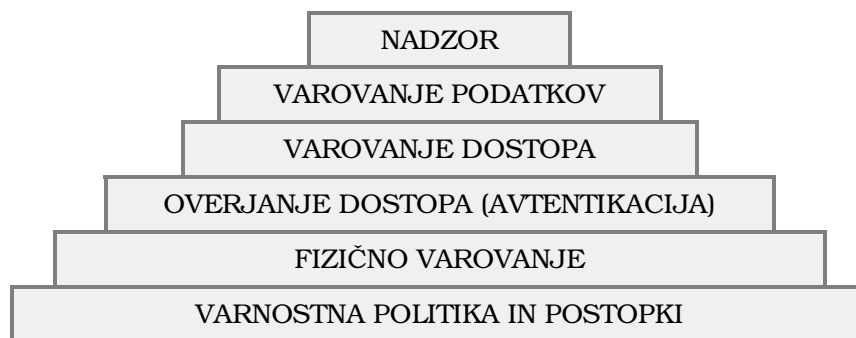 NADZOR
VAROVANJE PODATKOV
VAROVANJE DOSTOPA
OVERJANJE DOSTOPA (AVTENTIKACIJA)
FIZIČNO VAROVANJE
VARNOSTNA POLITIKA IN POSTOPKI